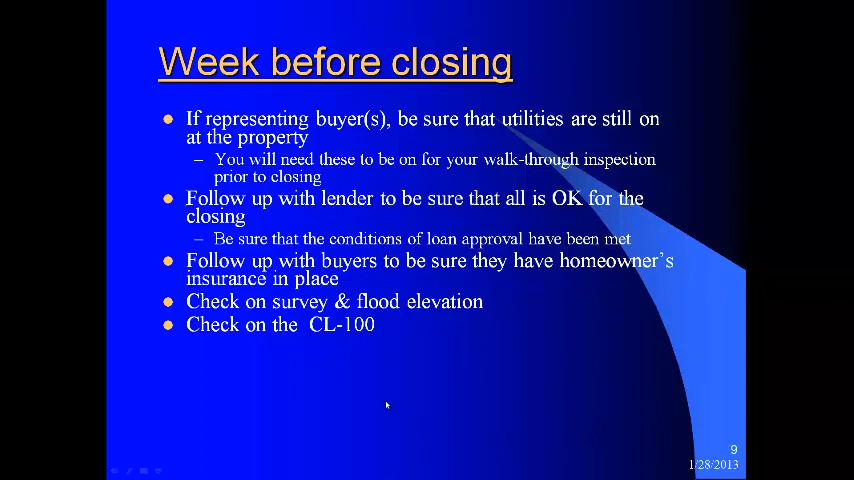 Week before closing
If representing buyer(s), be sure that utilities are still on
at the property
– You will need these to be on for your walk-through inspection
prior to closing
Follow up with lender to be sure that all is OK for the
closing
– Be sure that the conditions of loan approval have been met
Follow up with buyers to be sure they have homeowner’s
insurance in place
Check on survey & flood elevation
Check on the CL-100
9
1/28/2013